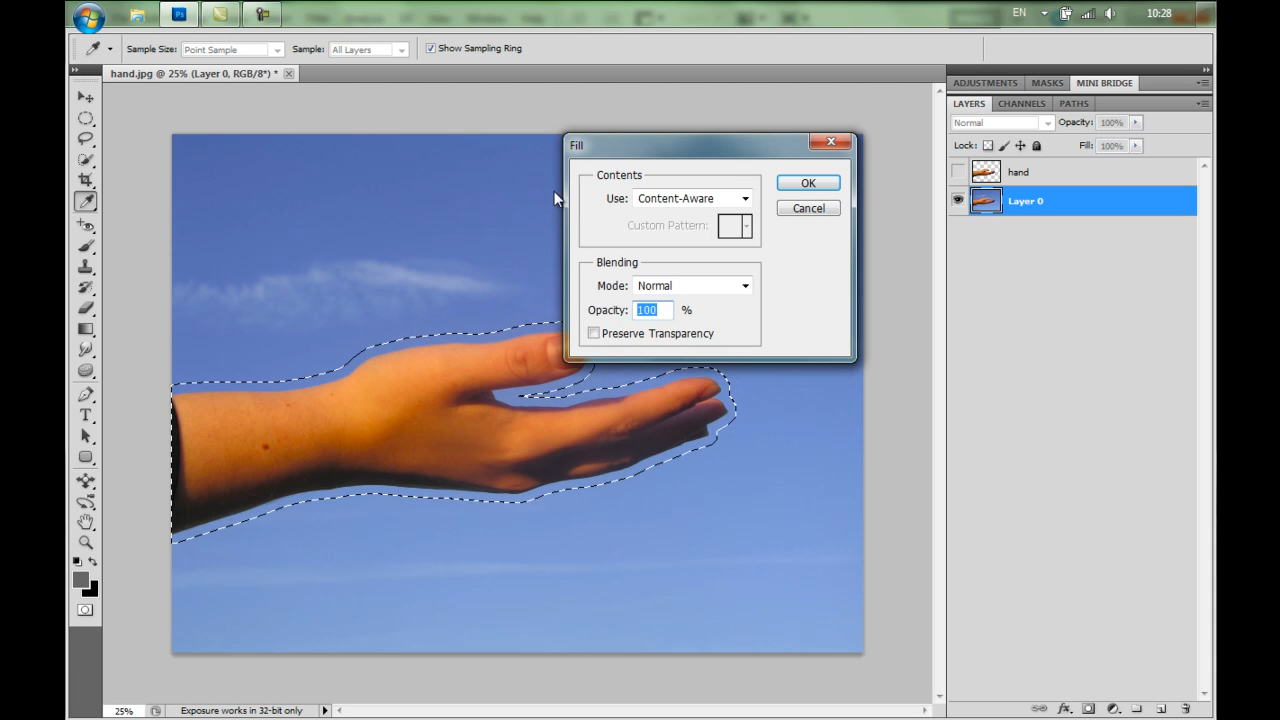 EN
10:28
Sample Size: Point Sample
Sample: All Layers
Show Sampling Ring
hand.jpg @ 25% (Layer 0, RGB/8*) *
ADJUSTMENTS MASKS MINI BRIDGE
LAYERS CHANNELS PATHS
Normal
Opacity: 100%
Lock:
Fill: 100%
hand
Layer 0
Fill
Contents
Use: Content-Aware
Custom Pattern:
OK
Cancel
Blending
Mode: Normal
Opacity: 100 %
Preserve Transparency
25%
Exposure works in 32-bit only